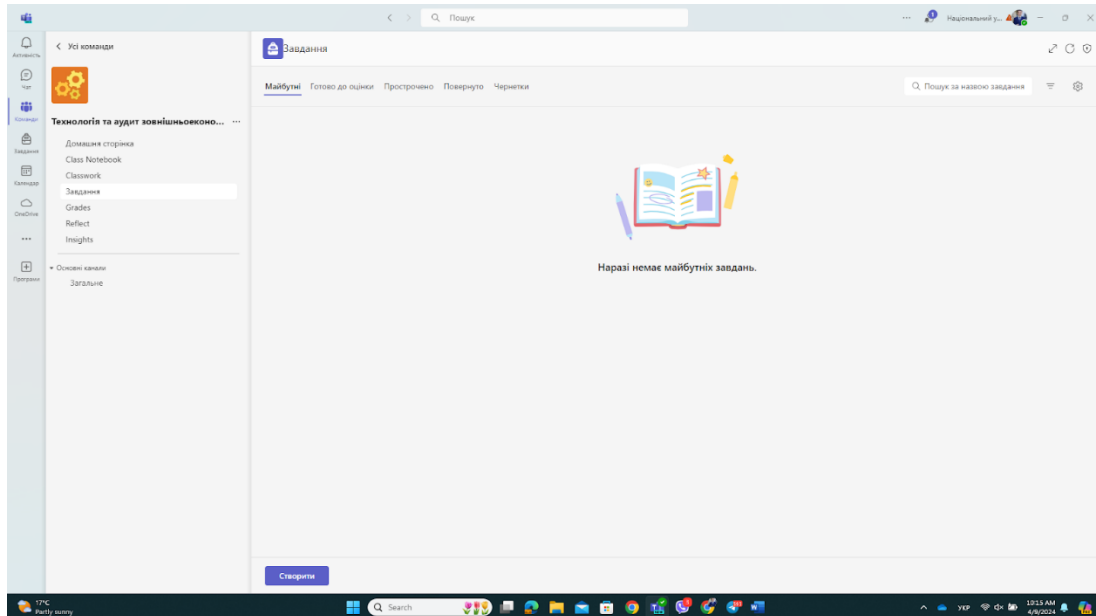 Пошук
Національний у...
Активність
Чат
Команди
Завдання
Календар
OneDrive
Програми
Усі команди
Технологія та аудит зовнішньоеконо...
Домашня сторінка
Class Notebook
Classwork
Завдання
Grades
Reflect
Insights
Основні канали
Загальне
Завдання
Майбутні Готово до оцінки Прострочено Повернуто Чернетки
Пошук за назвою завдання
Наразі немає майбутніх завдань.
Створити
17°C
Partly sunny
Search
УКР
10:15 AM
4/9/2024